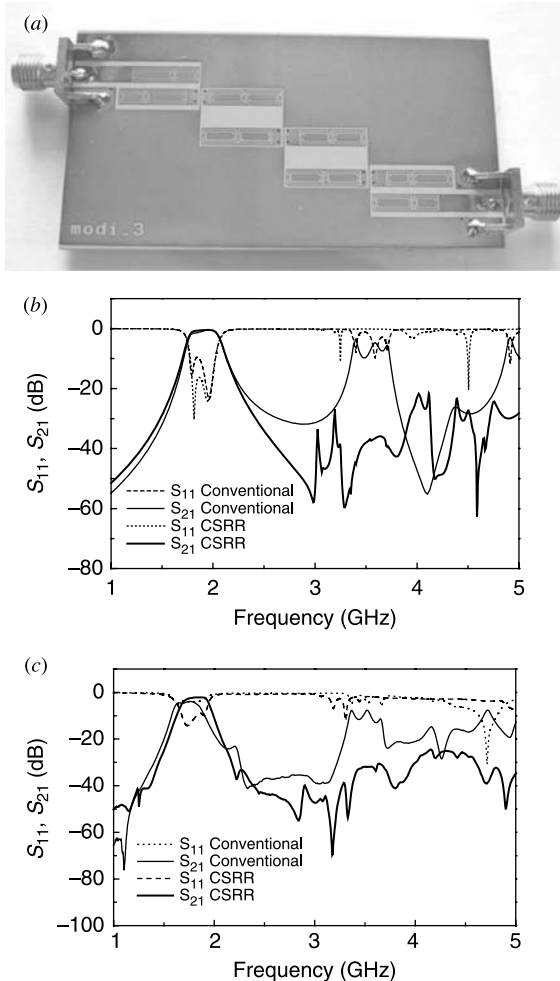 (a)
modi_3
(b)
0
−20
−40
−60
−80
S11, S21 (dB)
S11 Conventional
S21 Conventional
S11 CSRR
S21 CSRR
1 2 3 4 5
Frequency (GHz)
(c)
0
−20
−40
−60
−80
−100
S11, S21 (dB)
S11 Conventional
S21 Conventional
S11 CSRR
S21 CSRR
1 2 3 4 5
Frequency (GHz)